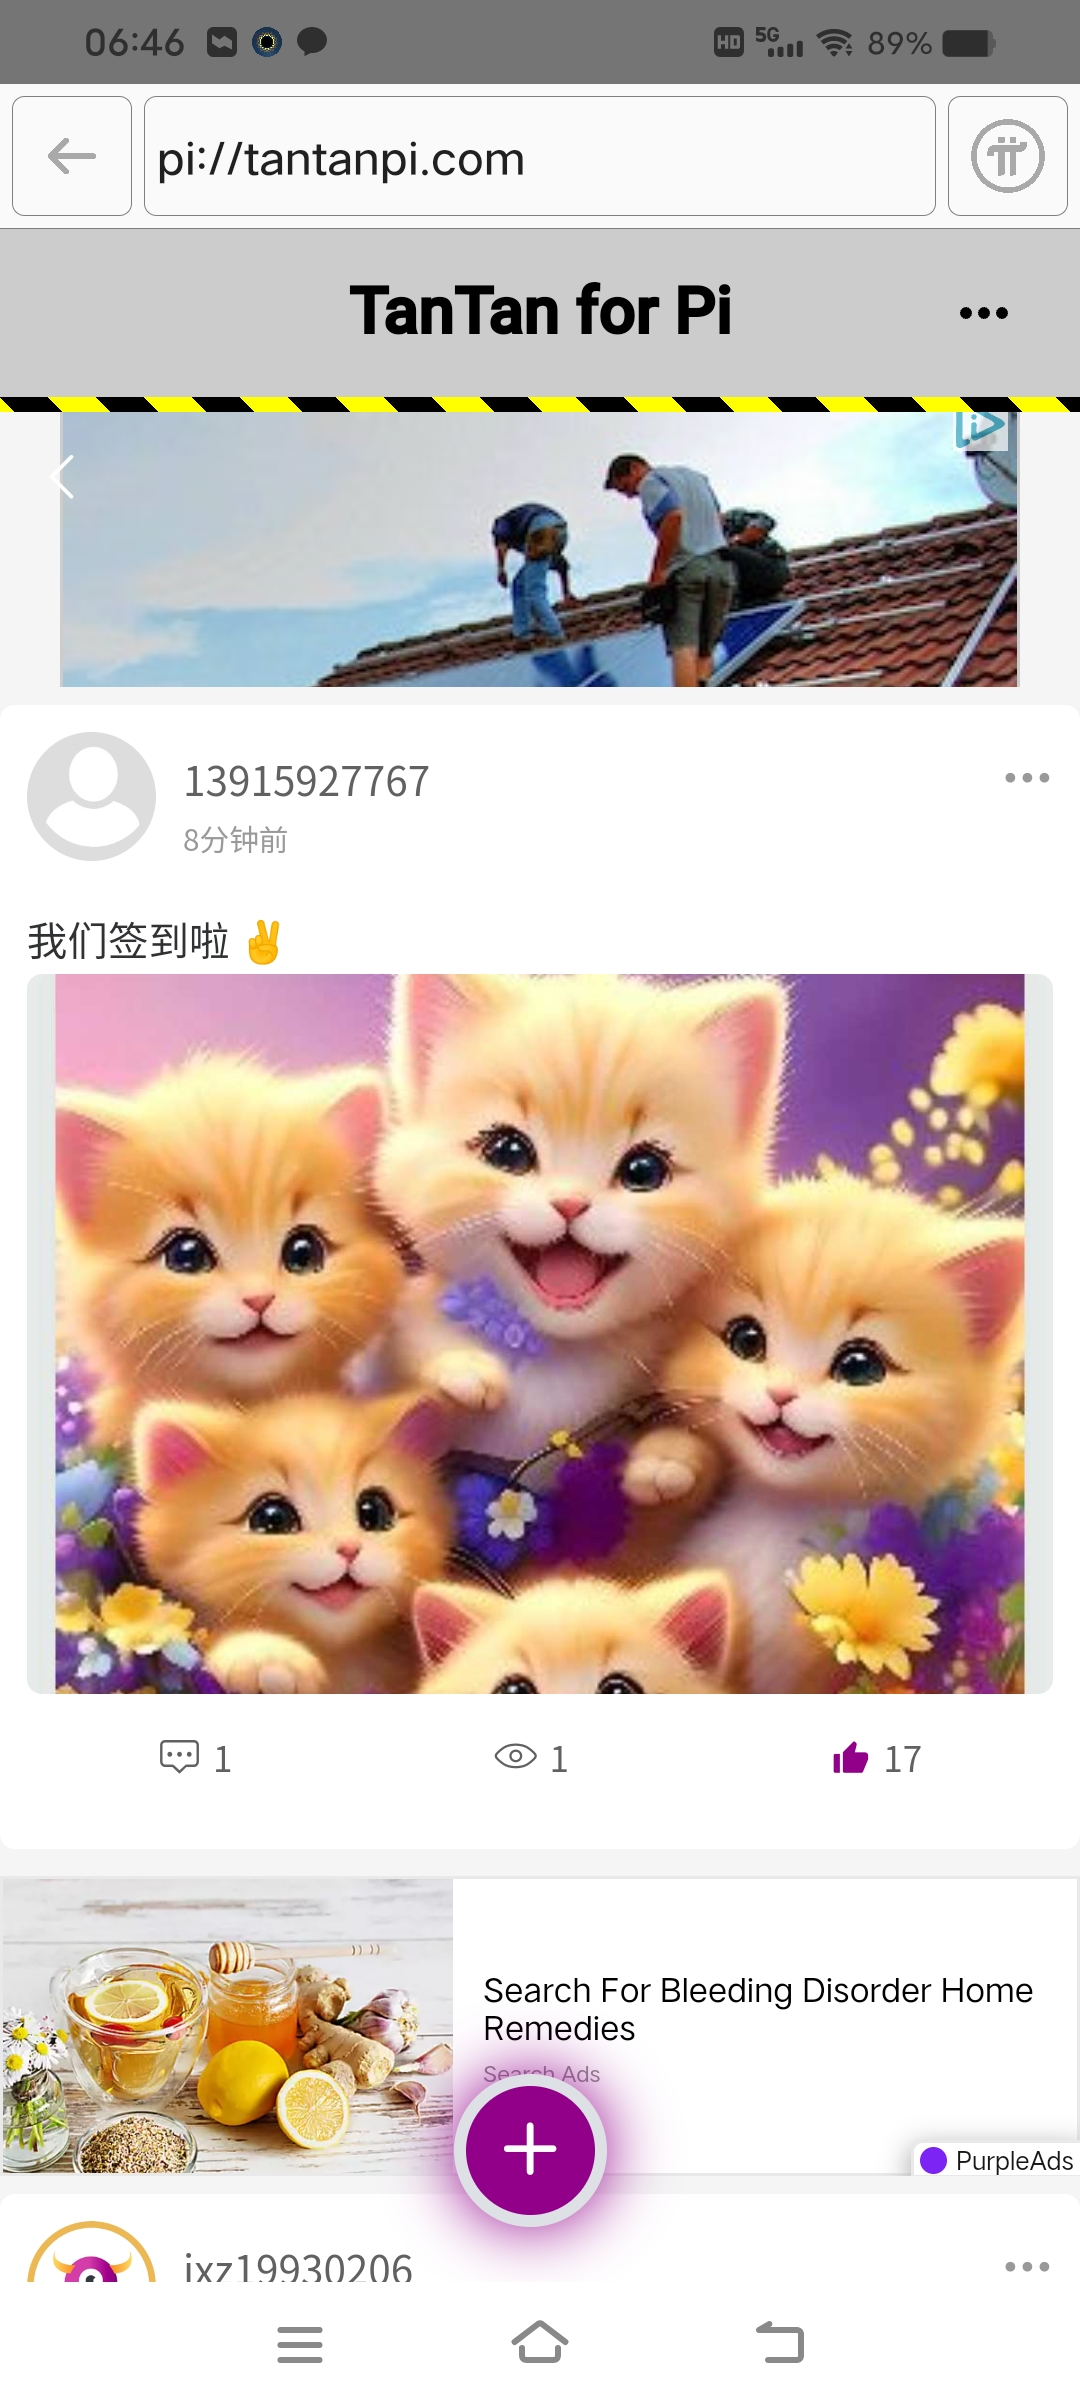 06:46
HD 5G 89%
pi://tantanpi.com
TanTan for Pi
13915927767
8分钟前
我们签到啦 ✌
1 1 17
Search For Bleeding Disorder Home
Remedies
Search Ads
PurpleAds
ixz19930206